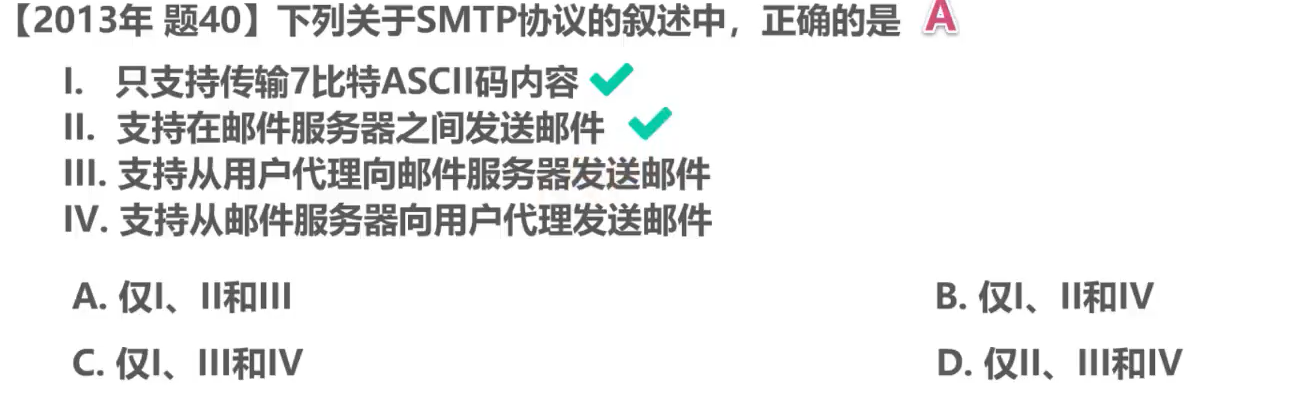 【2013年 题40】下列关于SMTP协议的叙述中，正确的是 A
I. 只支持传输7比特ASCII码内容
II. 支持在邮件服务器之间发送邮件
III. 支持从用户代理向邮件服务器发送邮件
IV. 支持从邮件服务器向用户代理发送邮件
A. 仅I、II和III B. 仅I、II和IV
C. 仅I、III和IV D. 仅II、III和IV